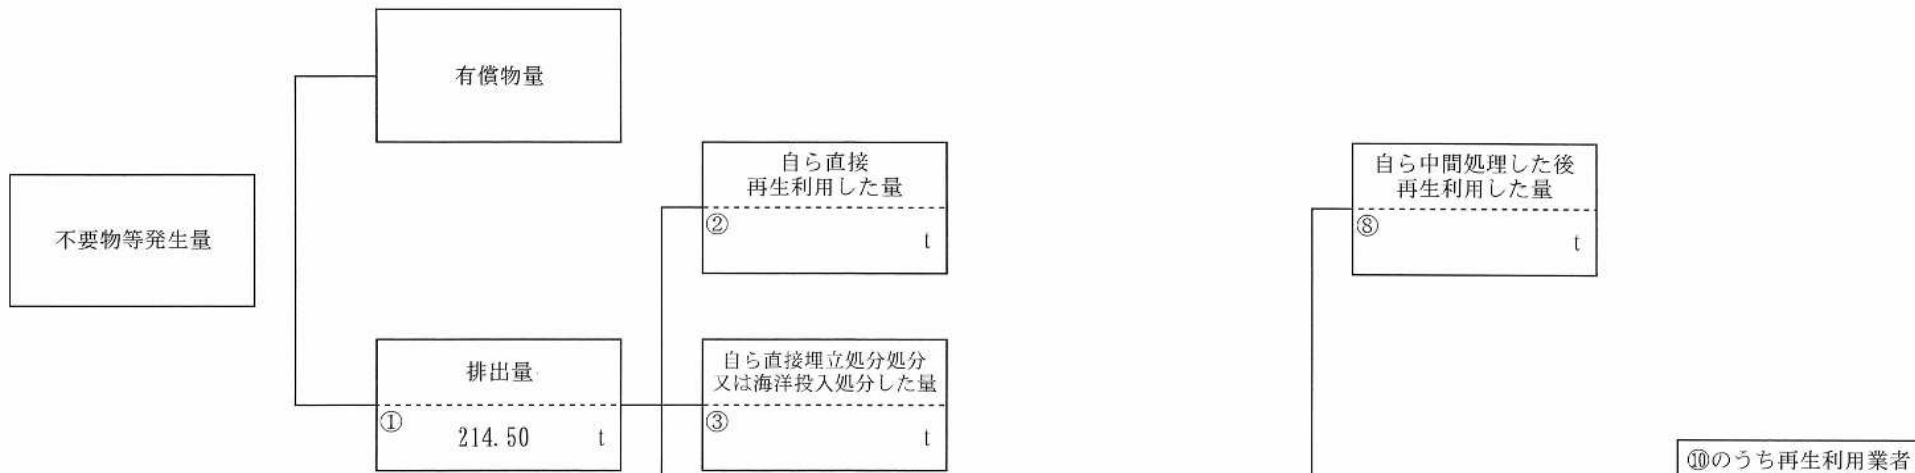 有償物量
自ら直接
再生利用した量
②
t
自ら中間処理した後
再生利用した量
⑧
t
不要物等発生量
排出量
①
214.50 t
自ら直接埋立処分処分
又は海洋投入処分した量
③
t
⑩のうち再生利用業者